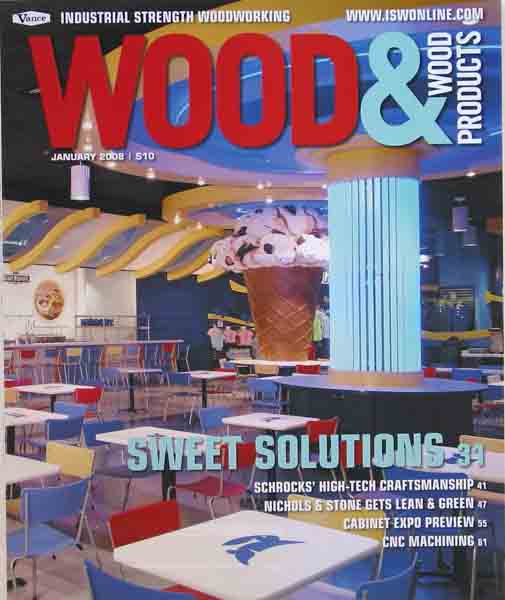 Vance INDUSTRIAL STRENGTH WOODWORKING WWW.ISWONLINE.COM
WOOD & WOOD PRODUCTS
JANUARY 2008 | $10
SWEET SOLUTIONS 34
SCHROCKS' HIGH-TECH CRAFTSMANSHIP 41
NICHOLS & STONE GETS LEAN & GREEN 47
CABINET EXPO PREVIEW 55
CNC MACHINING 61